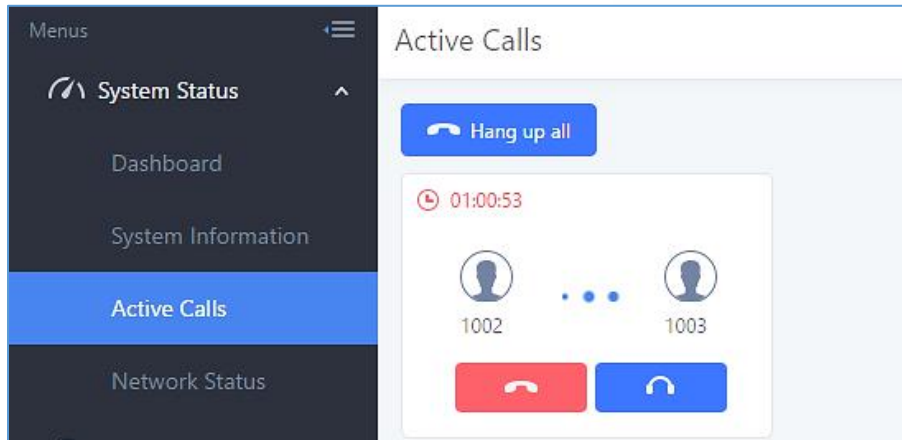 Menus
System Status
Dashboard
System Information
Active Calls
Network Status
Active Calls
Hang up all
01:00:53
1002
1003